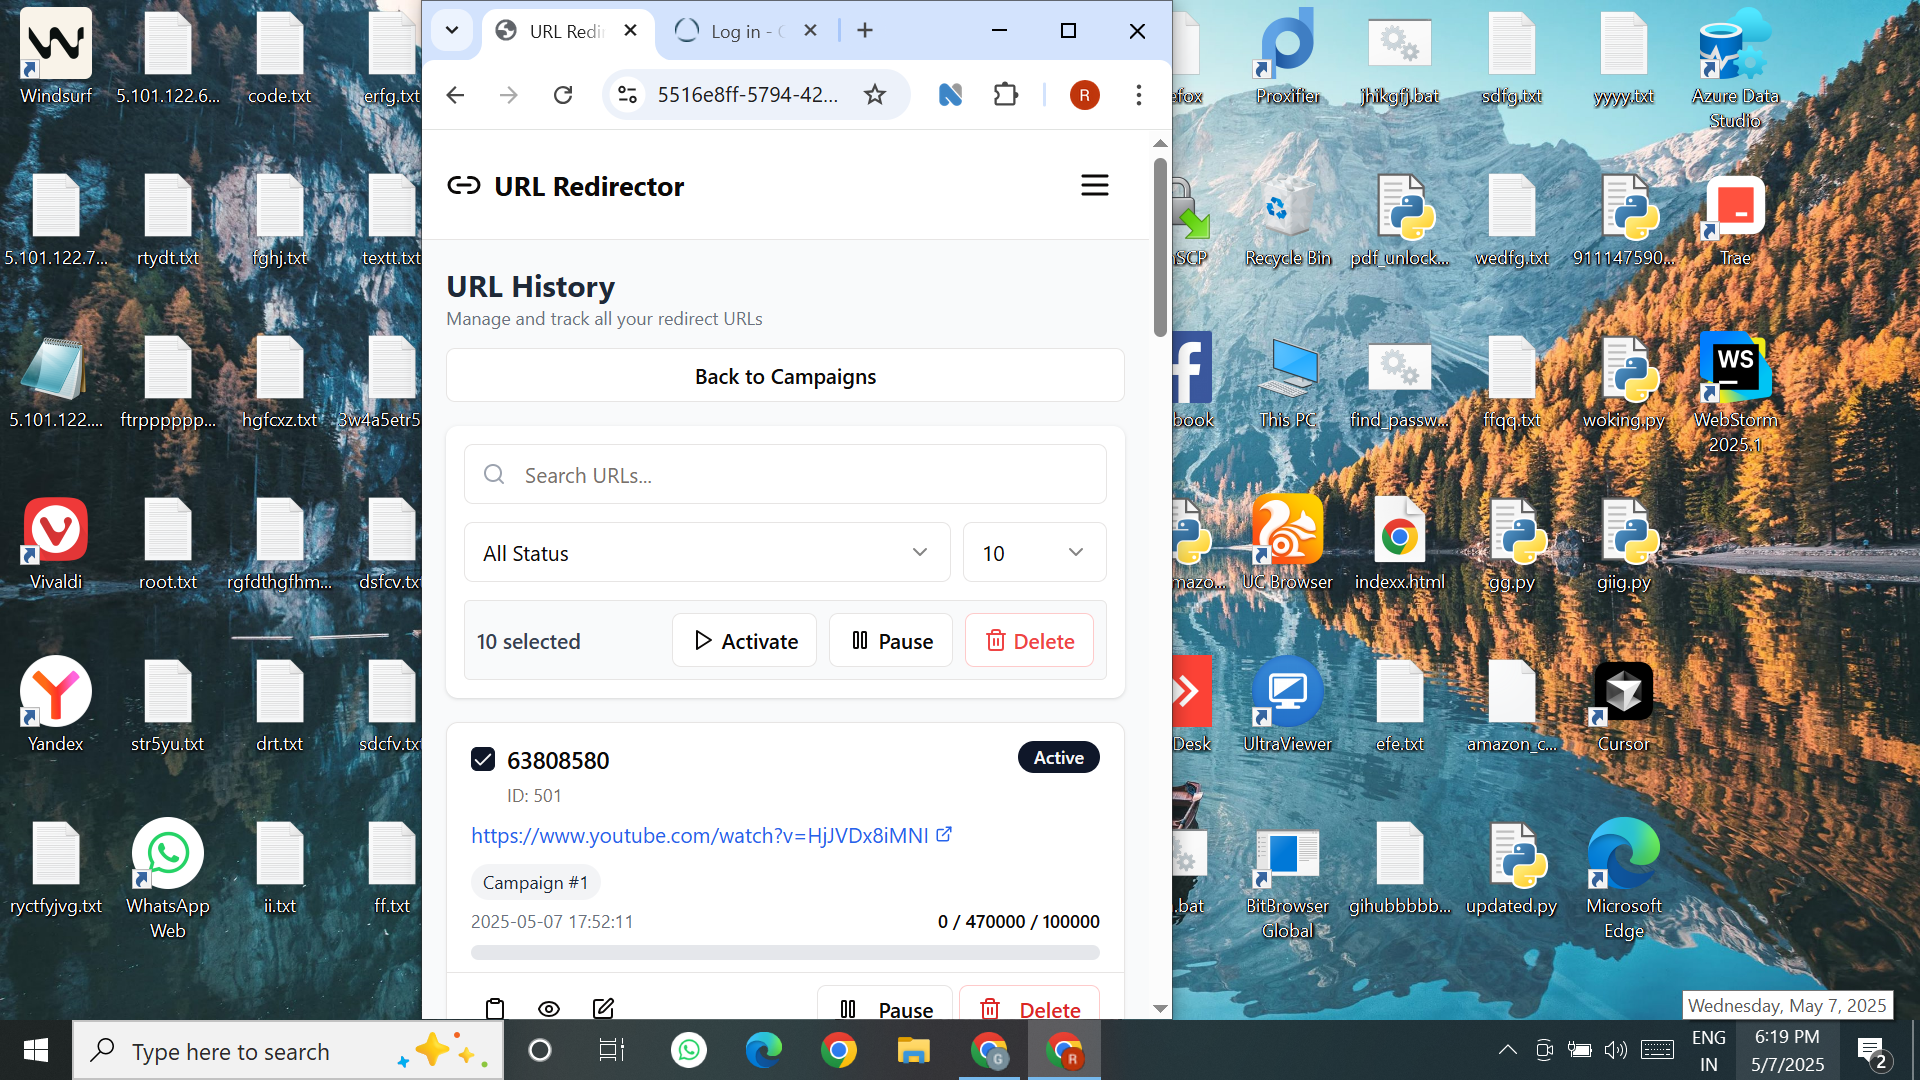 URL Redir
Log in -
5516e8ff-5794-42...
R
URL Redirector
URL History
Manage and track all your redirect URLs
Back to Campaigns
Search URLs...
All Status
10
10 selected
Activate
Pause
Delete
63808580
Active
ID: 501
https://www.youtube.com/watch?v=HjJVDx8iMNI
Campaign #1
2025-05-07 17:52:11
0 / 470000 / 100000
Pause
Delete
Windsurf
5.101.122.6...
code.txt
erfg.txt
5.101.122.7...
rtydt.txt
fghj.txt
textt.txt
5.101.122....
ftrpppppp...
hgfcxz.txt
3w4a5etr5
Vivaldi
root.txt
rgfdthgfhm...
dsfcv.txt
Yandex
str5yu.txt
drt.txt
sdcfv.txt
ryctfyjvg.txt
WhatsApp
Web
ii.txt
ff.txt
efox
Proxifier
jhikgfj.bat
sdfg.txt
yyyy.txt
Azure Data
Studio
nSCP
Recycle Bin
pdf_unlock...
wedfg.txt
911147590...
Trae
book
This PC
find_passw...
ffqq.txt
woking.py
WS
WebStorm
2025.1
mazo...
UC Browser
indexx.html
gg.py
giig.py
Desk
UltraViewer
efe.txt
amazon_c...
Cursor
.bat
BitBrowser
Global
gihubbbbb...
updated.py
Microsoft
Edge
Wednesday, May 7, 2025
Type here to search
G
R
ENG
IN
6:19 PM
5/7/2025
2